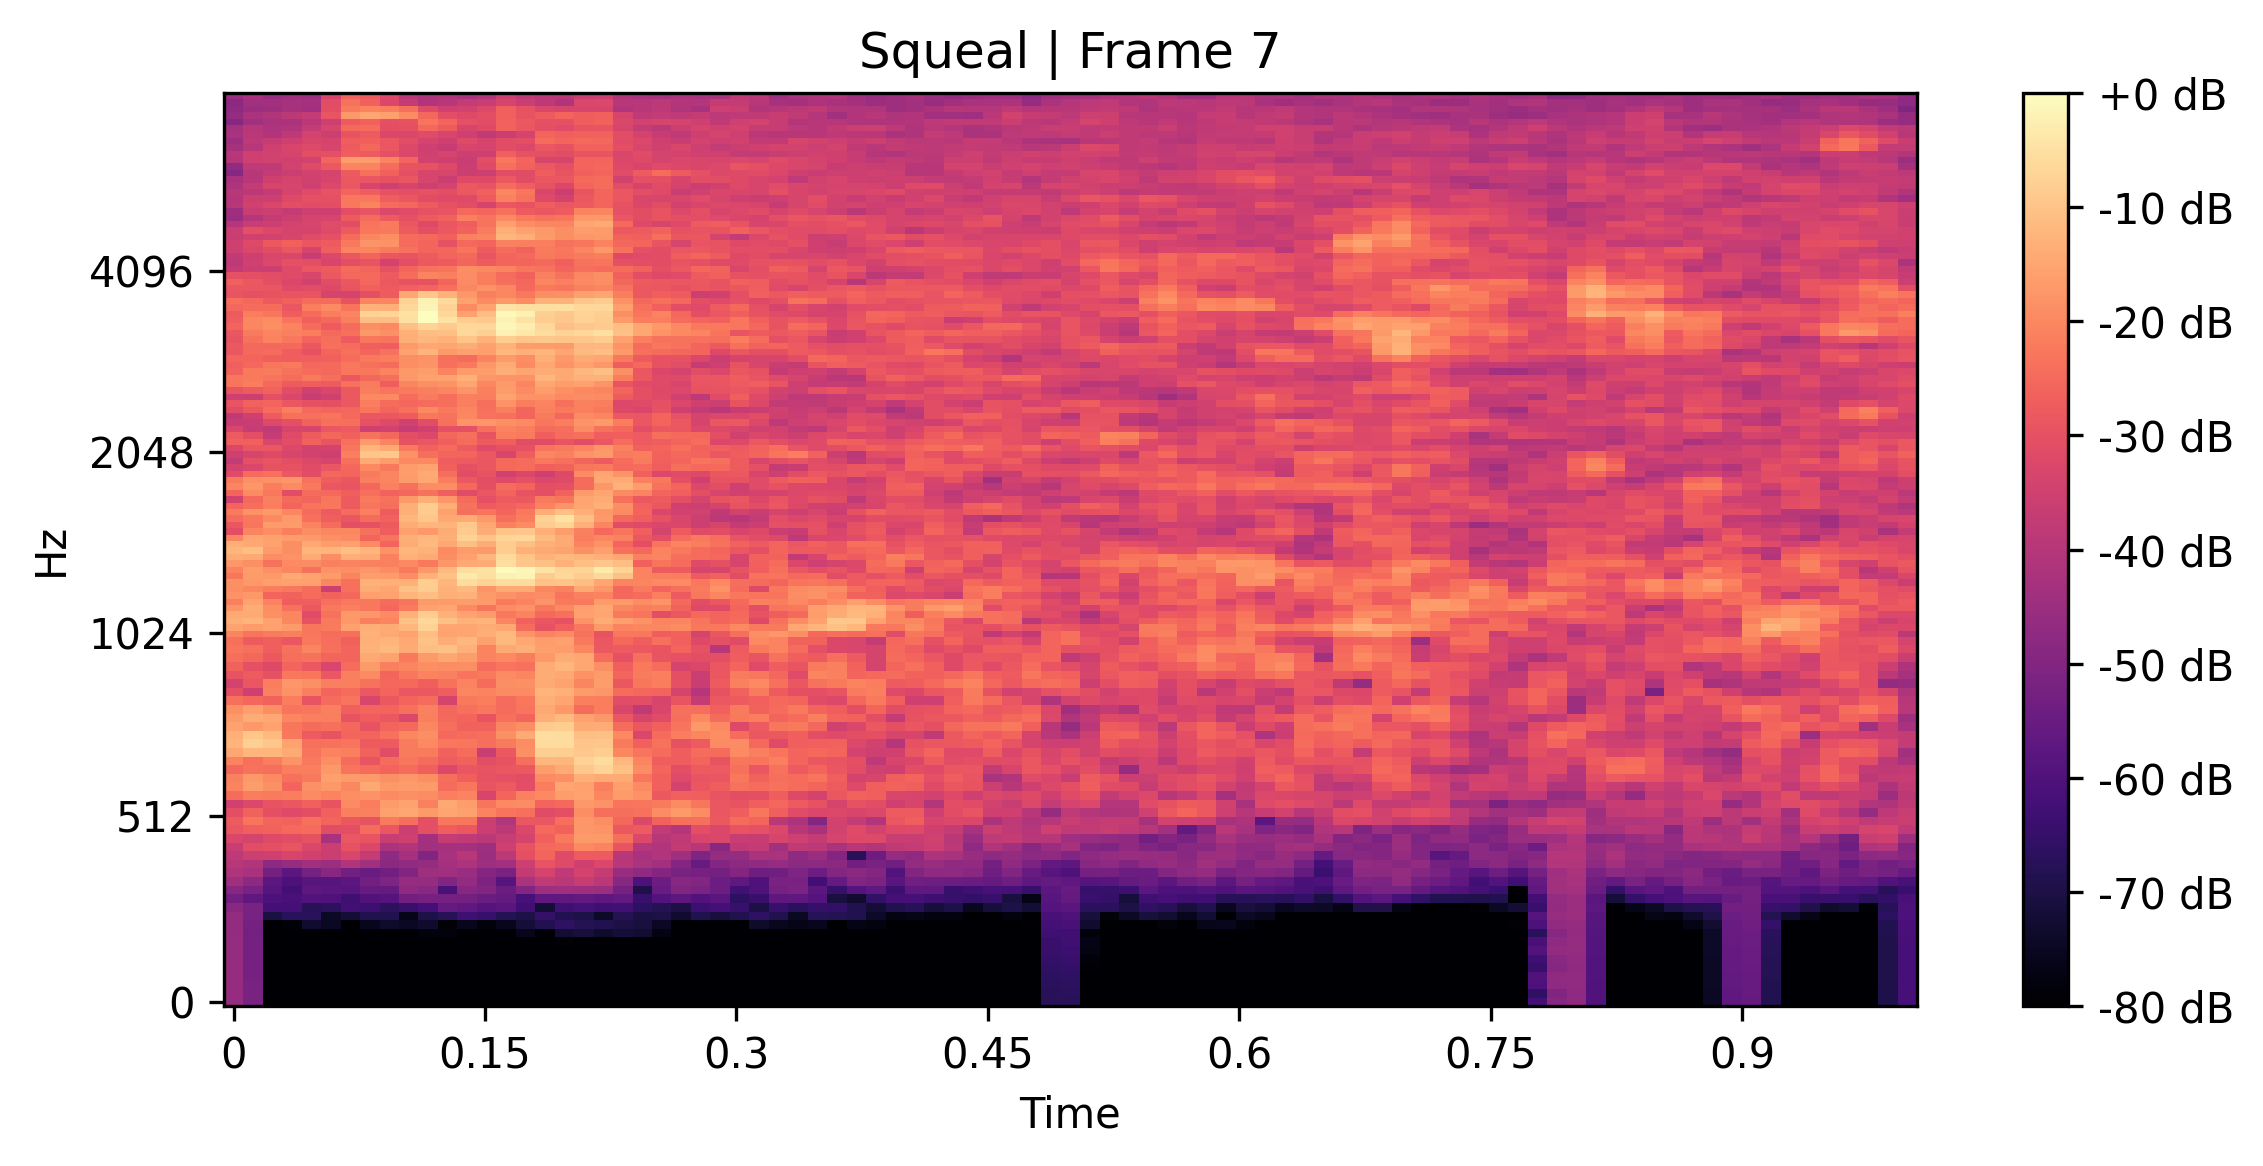 Squeal | Frame 7
+0 dB
-10 dB
-20 dB
-30 dB
-40 dB
-50 dB
-60 dB
-70 dB
-80 dB
4096
2048
1024
512
0
Hz
0 0.15 0.3 0.45 0.6 0.75 0.9
Time